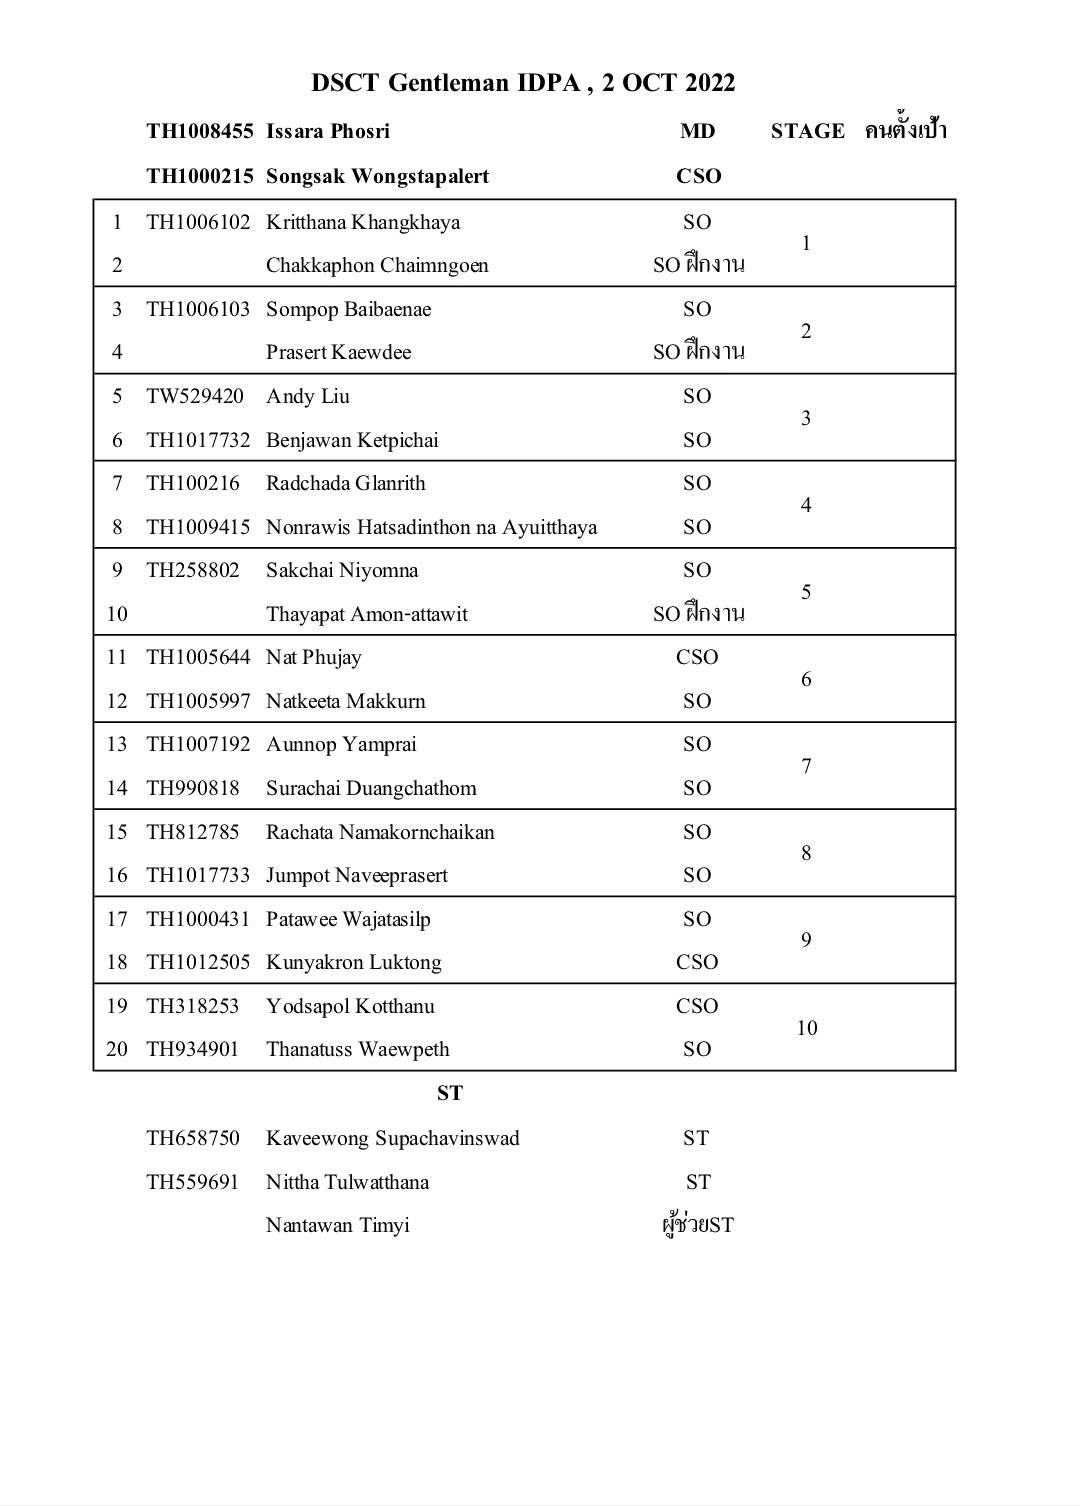 DSCT Gentleman IDPA , 2 OCT 2022
TH1008455 Issara Phosri MD STAGE คนตั้งเป้า
TH1000215 Songsak Wongstapalert CSO
1 TH1006102 Kritthana Khangkhaya SO 1
2 Chakkaphon Chaimngoen SO ฝึกงาน
3 TH1006103 Sompop Baibaenae SO 2
4 Prasert Kaewdee SO ฝึกงาน
5 TW529420 Andy Liu SO 3
6 TH1017732 Benjawan Ketpichai SO
7 TH100216 Radchada Glanrith SO 4
8 TH1009415 Nonrawis Hatsadinthon na Ayuitthaya SO
9 TH258802 Sakchai Niyomna SO 5
10 Thayapat Amon-attawit SO ฝึกงาน
11 TH1005644 Nat Phujay CSO 6
12 TH1005997 Natkeeta Makkurn SO
13 TH1007192 Aunnop Yamprai SO 7
14 TH990818 Surachai Duangchathom SO
15 TH812785 Rachata Namakornchaikan SO 8
16 TH1017733 Jumpot Naveeprasert SO
17 TH1000431 Patawee Wajatasilp SO 9
18 TH1012505 Kunyakron Luktong CSO
19 TH318253 Yodsapol Kotthanu CSO 10
20 TH934901 Thanatuss Waewpeth SO
ST
TH658750 Kaveewong Supachavinswad ST
TH559691 Nittha Tulwatthana ST
Nantawan Timyi ผู้ช่วยST